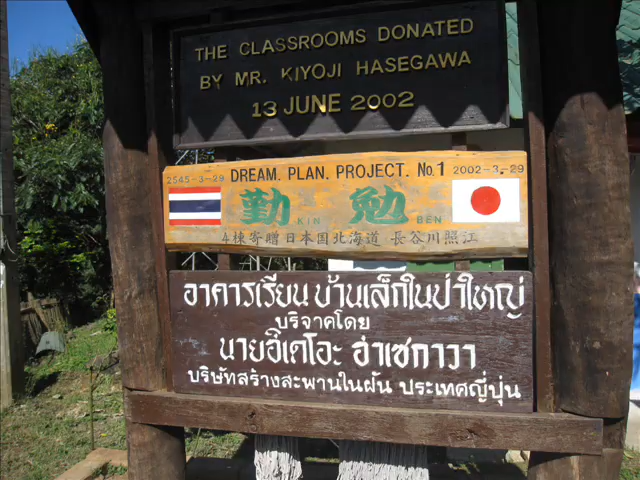 THE CLASSROOMS DONATED
BY MR. KIYOJI HASEGAWA
13 JUNE 2002
2545-3-29 DREAM. PLAN. PROJECT. No.1 2002-3-29
勤 KIN 勉 BEN
4棟寄贈 日本国北海道 長谷川照江
อาคารเรียน บ้านเล็กในป่าใหญ่
บริจาคโดย
นายอิเดโอะ ฮาเซกาวา
บริษัทสร้างสะพานในฝัน ประเทศญี่ปุ่น